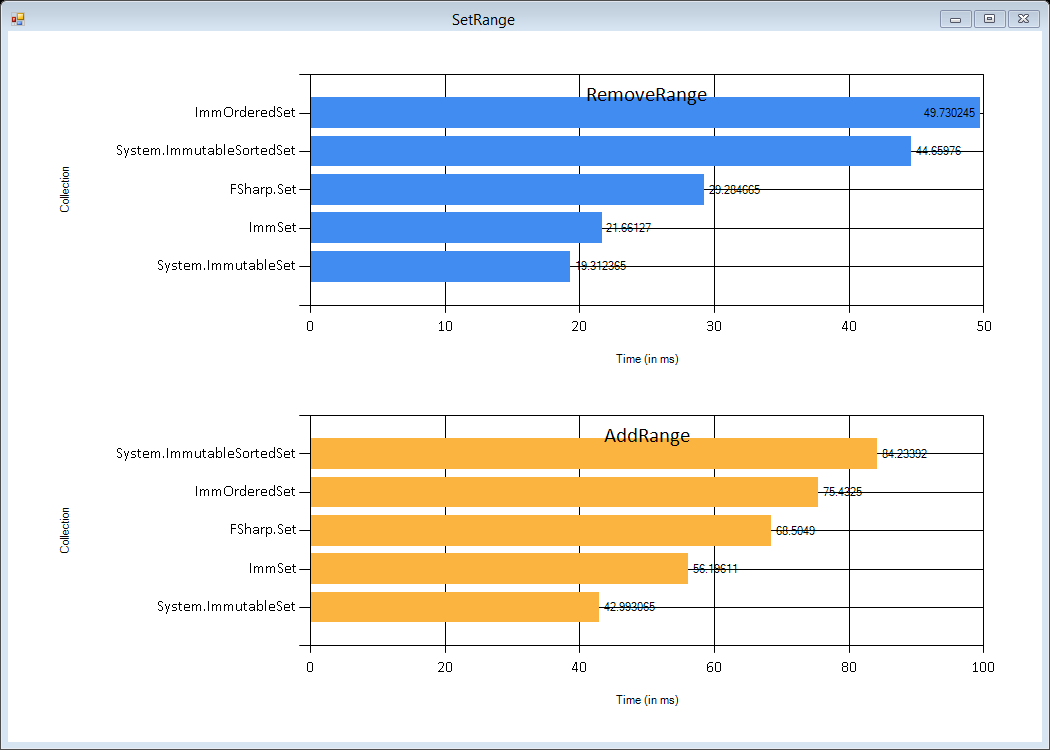 SetRange
RemoveRange
ImmOrderedSet 49.730245
System.ImmutableSortedSet 44.65976
FSharp.Set 29.284665
ImmSet 21.66127
System.ImmutableSet 19.312365
Collection
0 10 20 30 40 50
Time (in ms)
AddRange
System.ImmutableSortedSet 84.23392
ImmOrderedSet 75.4325
FSharp.Set 68.5049
ImmSet 56.19611
System.ImmutableSet 42.993065
Collection
0 20 40 60 80 100
Time (in ms)